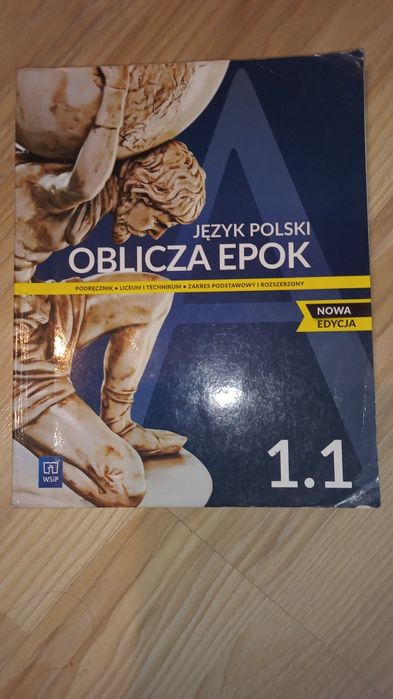 JĘZYK POLSKI
OBLICZA EPOK
PODRĘCZNIK • LICEUM I TECHNIKUM • ZAKRES PODSTAWOWY I ROZSZERZONY
NOWA
EDYCJA
1.1
WSiP